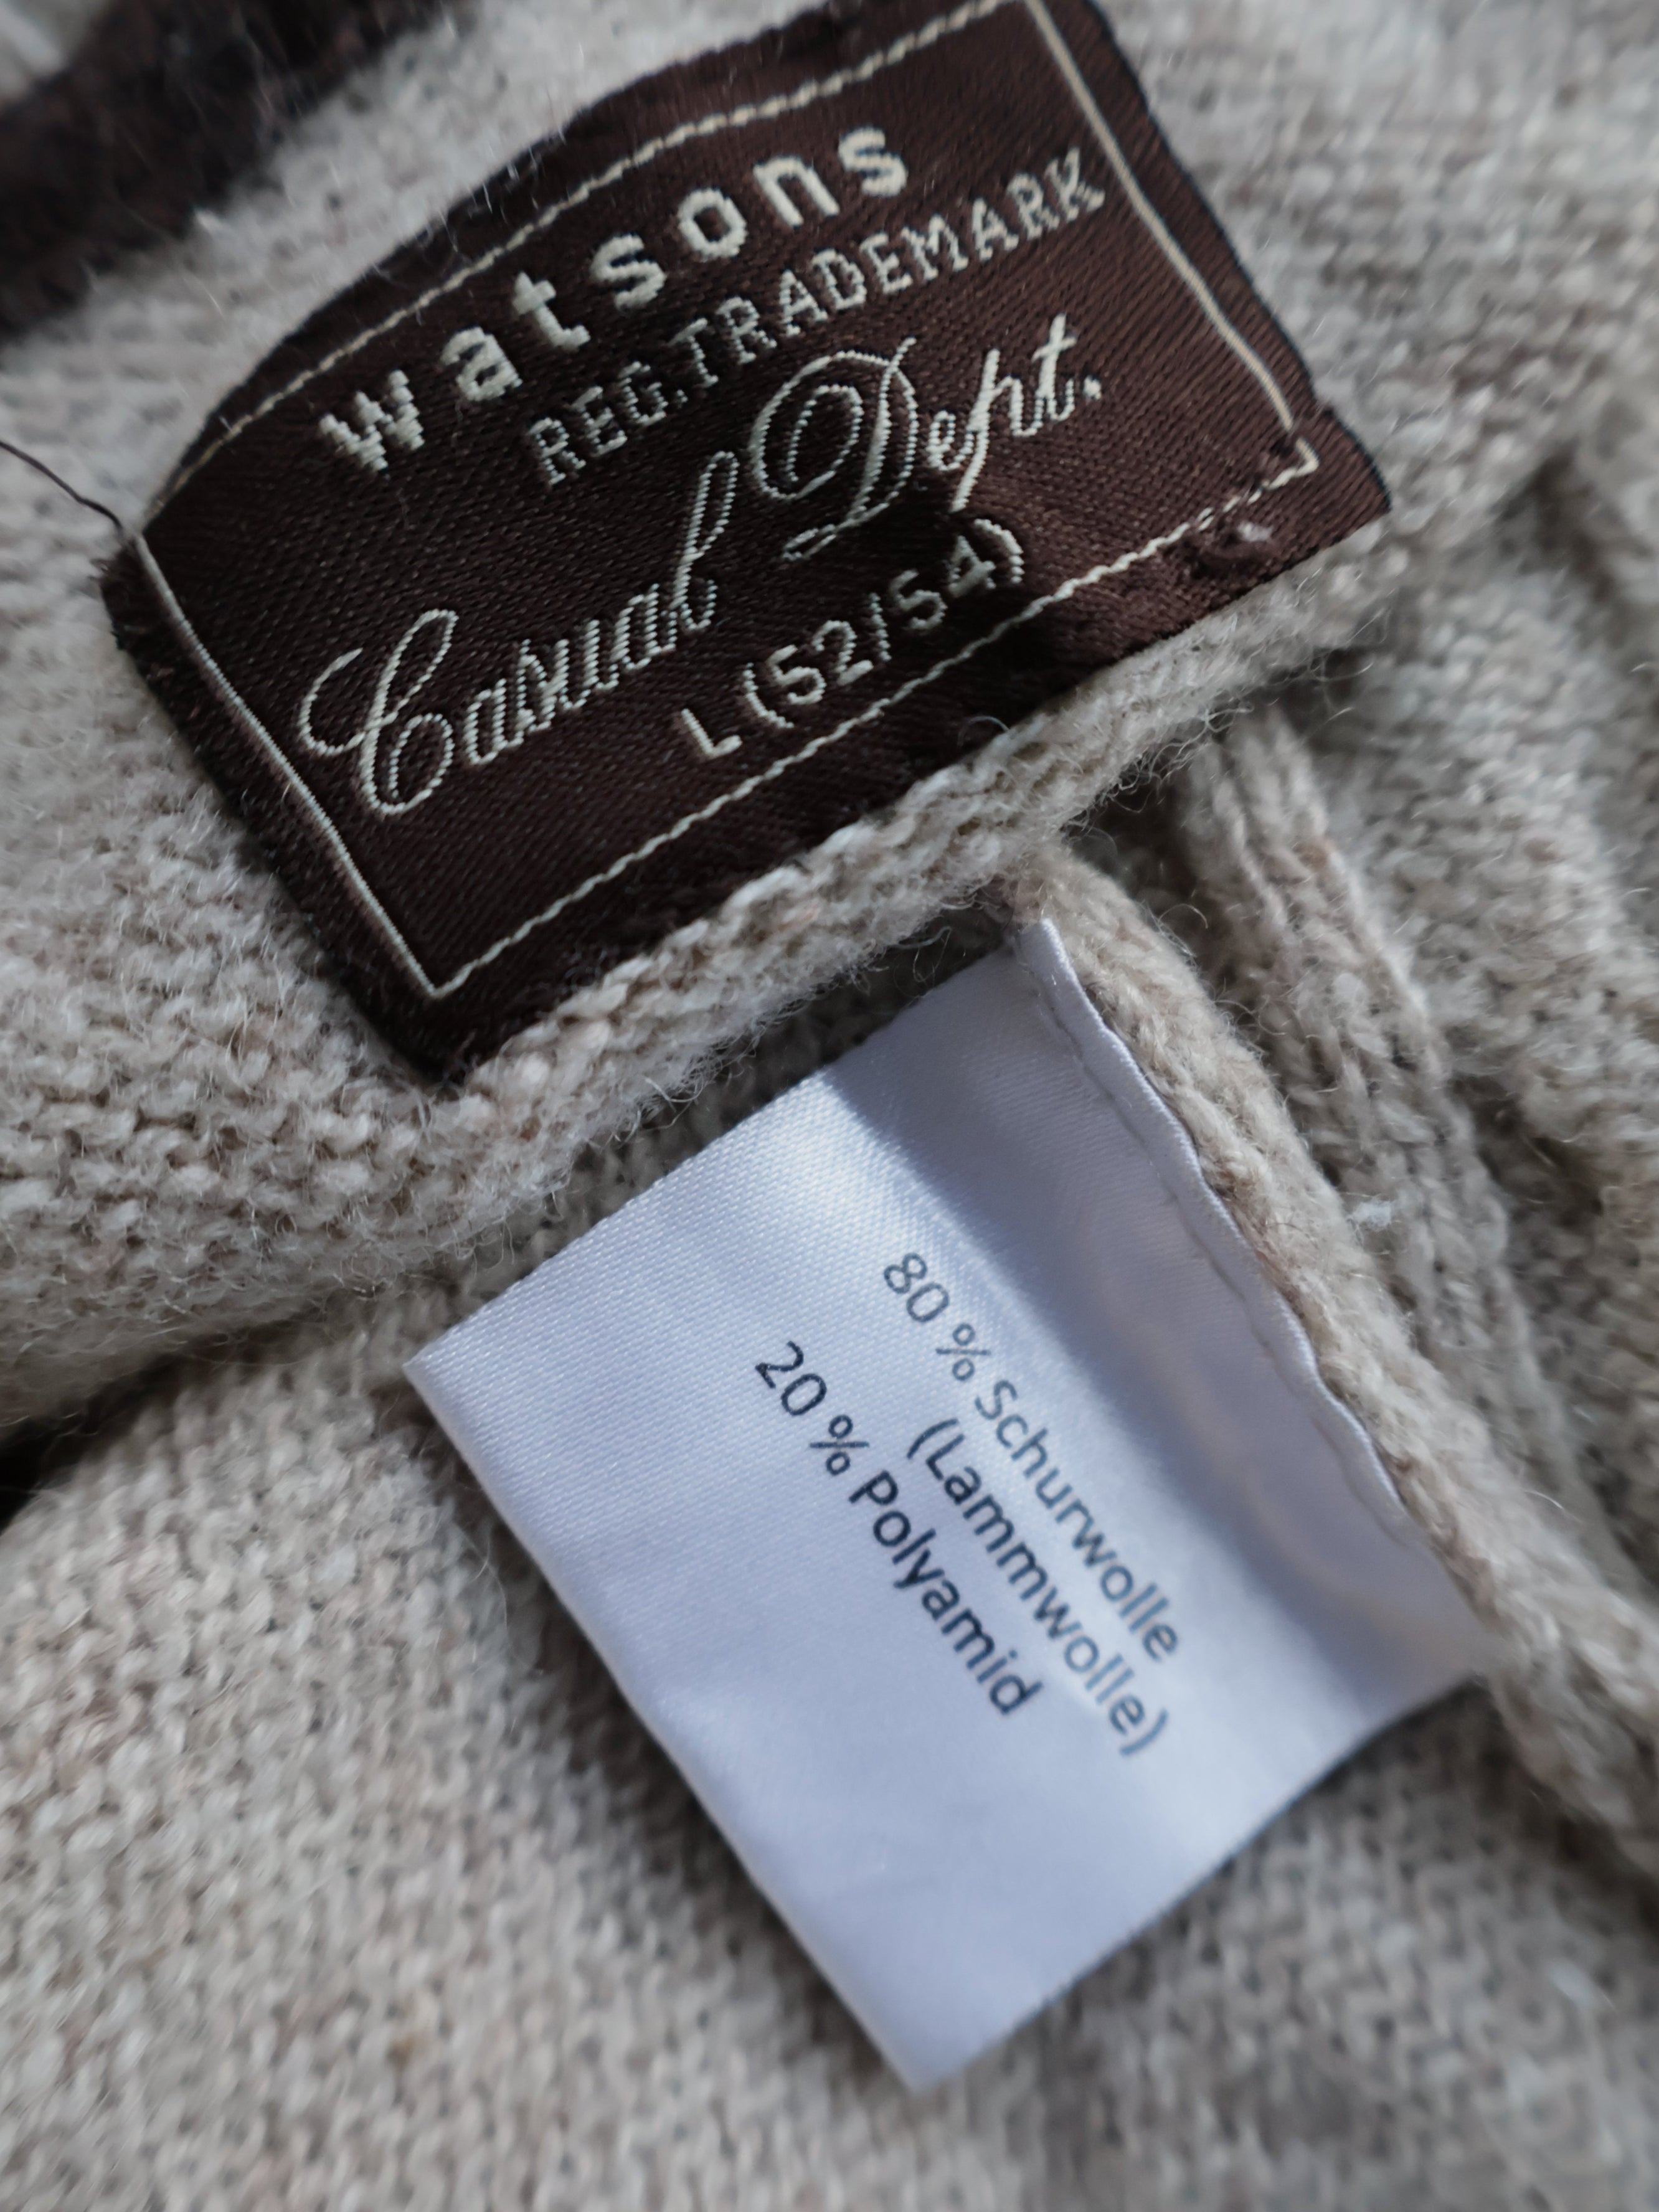 watsons
REG.TRADEMARK
Casual Dept.
L (52/54)
80 % Schurwolle
(Lammwolle)
20 % Polyamid